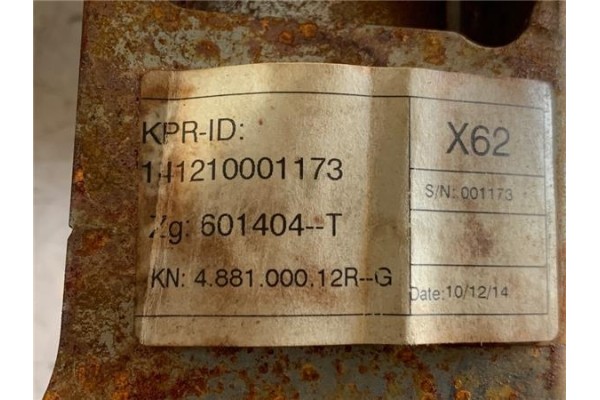 KPR-ID:
141210001173
Zg: 601404--T
KN: 4.881.000.12R--G
X62
S/N: 001173
Date: 10/12/14